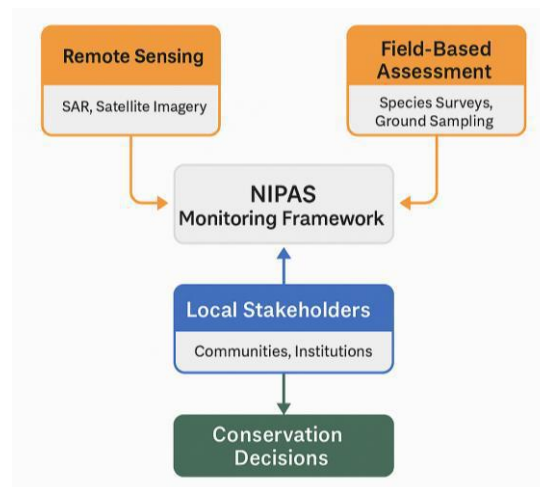 Remote Sensing
SAR, Satellite Imagery
Field-Based
Assessment
Species Surveys,
Ground Sampling
NIPAS
Monitoring Framework
Local Stakeholders
Communities, Institutions
Conservation
Decisions